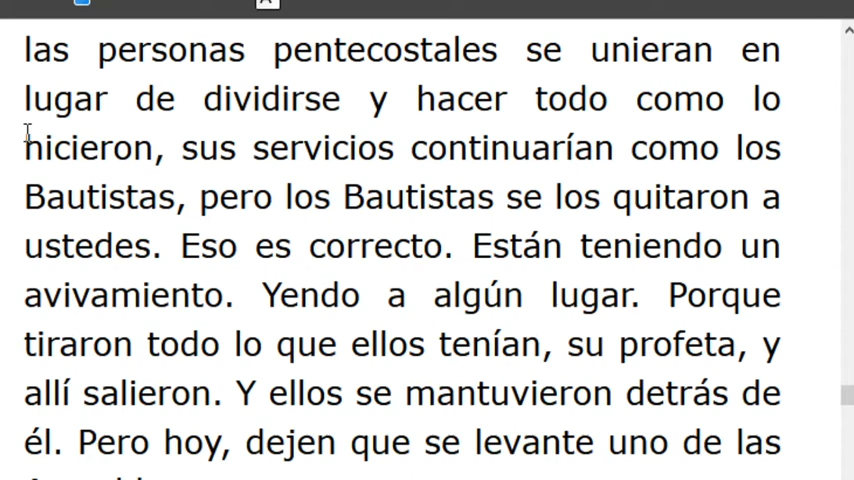 las personas pentecostales se unieran en
lugar de dividirse y hacer todo como lo
hicieron, sus servicios continuarían como los
Bautistas, pero los Bautistas se los quitaron a
ustedes. Eso es correcto. Están teniendo un
avivamiento. Yendo a algún lugar. Porque
tiraron todo lo que ellos tenían, su profeta, y
allí salieron. Y ellos se mantuvieron detrás de
él. Pero hoy, dejen que se levante uno de las